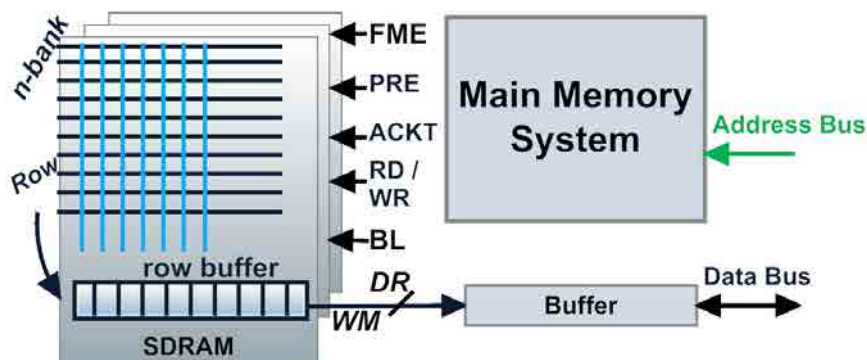 n-bank
Row
row buffer
SDRAM
FME
PRE
ACKT
RD /
WR
BL
DR
WM
Main Memory
System
Address Bus
Buffer
Data Bus